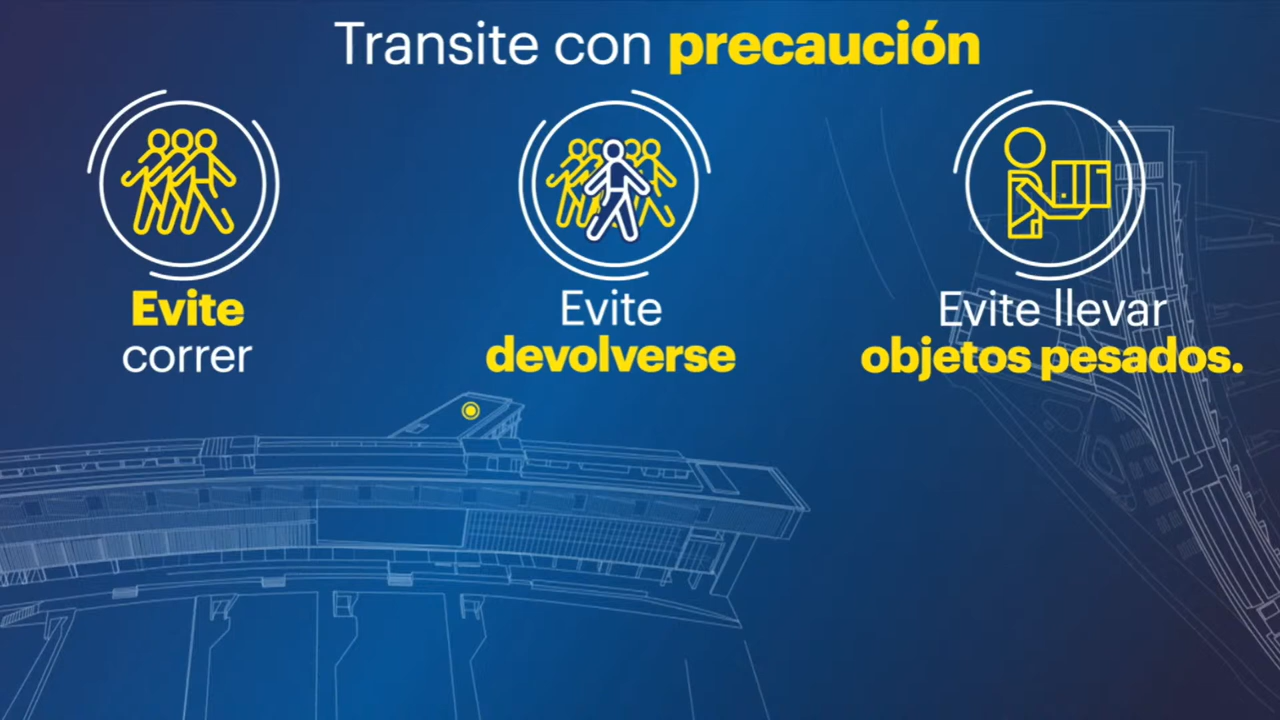 Transite con precaución
Evite
correr
Evite
devolverse
Evite llevar
objetos pesados.